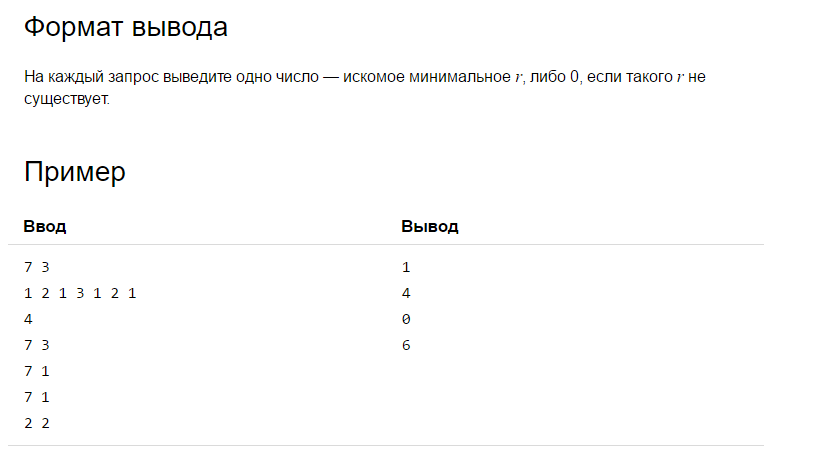 Формат вывода
На каждый запрос выведите одно число — искомое минимальное r, либо 0, если такого r не
существует.
Пример
Ввод Вывод
7 3 1
1 2 1 3 1 2 1 4
4 0
7 3 6
7 1
7 1
2 2